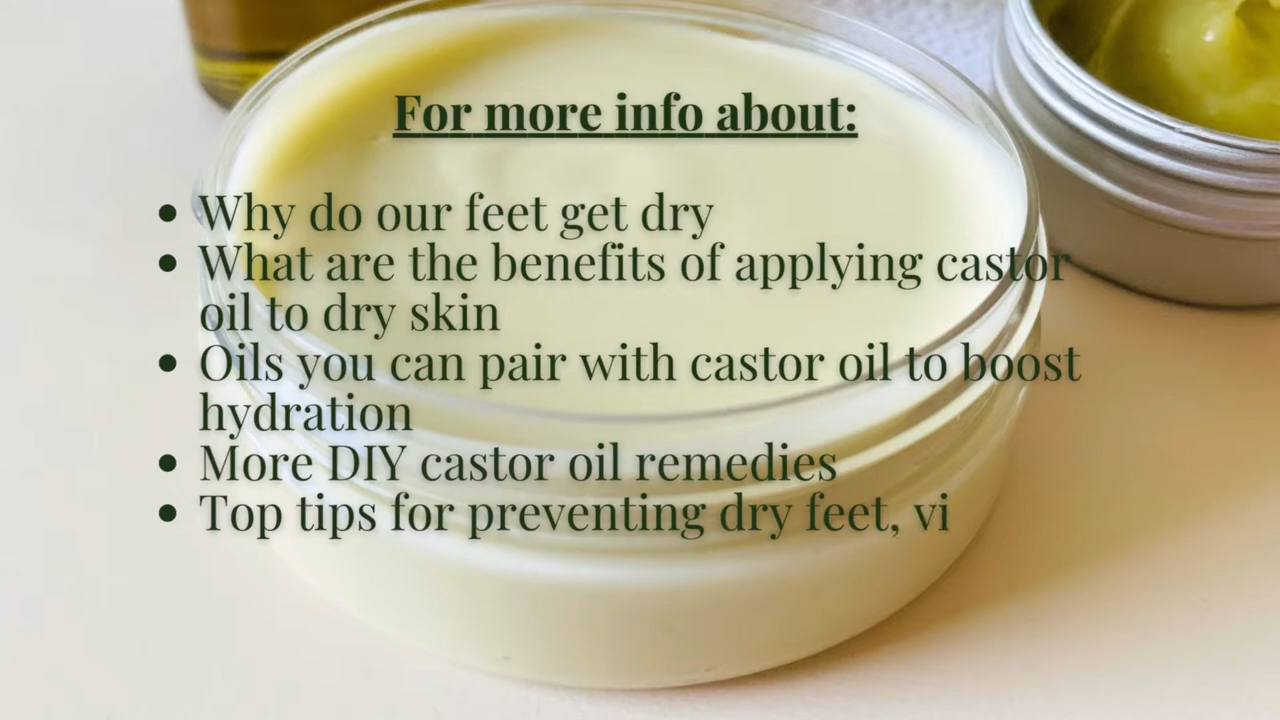 For more info about:
• Why do our feet get dry
• What are the benefits of applying castor
oil to dry skin
• Oils you can pair with castor oil to boost
hydration
• More DIY castor oil remedies
• Top tips for preventing dry feet, vi